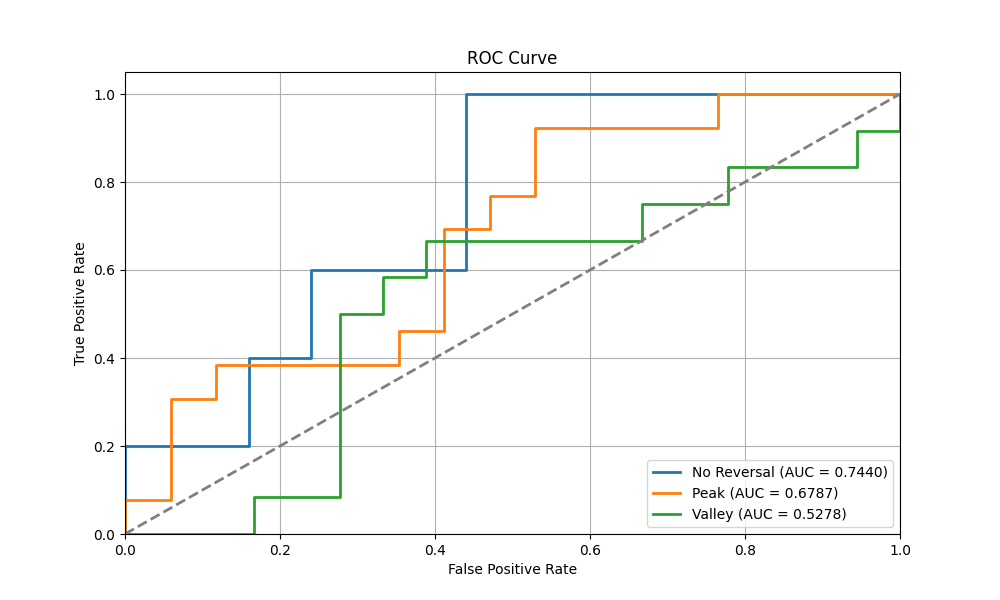 ROC Curve
True Positive Rate
1.0
0.8
0.6
0.4
0.2
0.0
0.0 0.2 0.4 0.6 0.8 1.0
False Positive Rate
No Reversal (AUC = 0.7440)
Peak (AUC = 0.6787)
Valley (AUC = 0.5278)